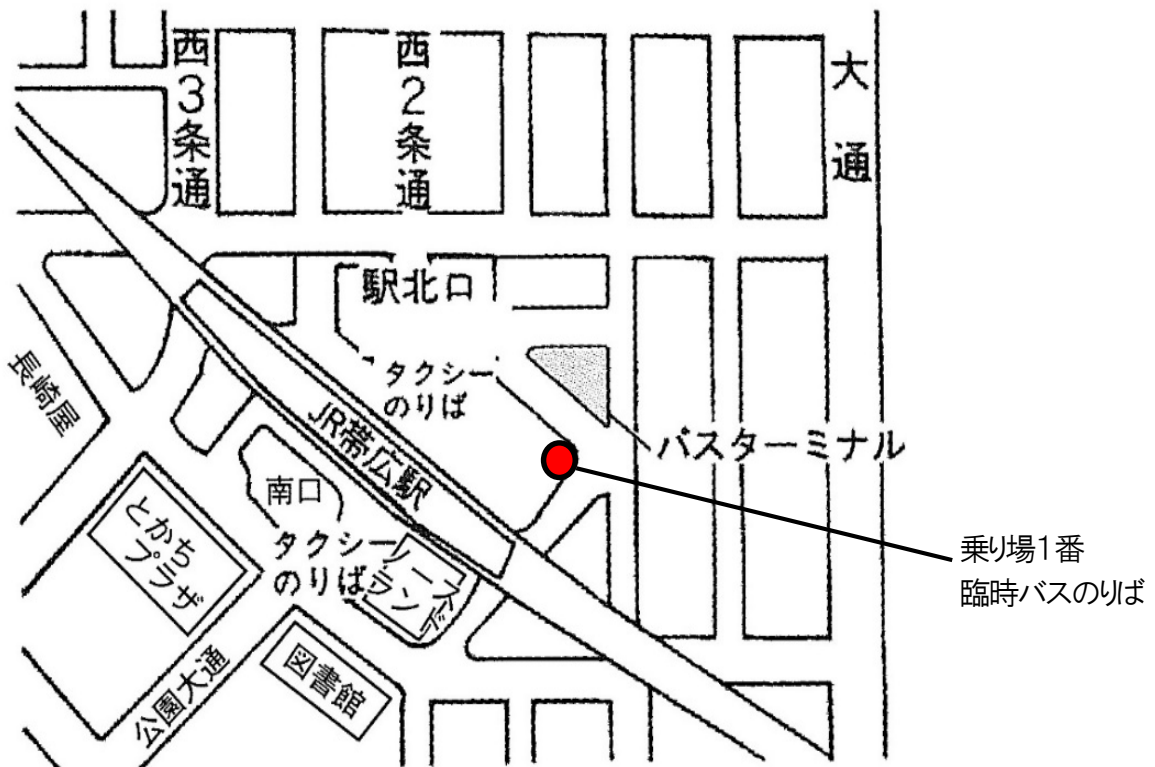 西3条通
西2条通
大通
駅北口
タクシー
のりば
長崎屋
JR帯広駅
バスターミナル
南口
とかち
プラザ
タクシー
のりば
ノースランド
乗り場1番
臨時バスのりば
公園大通
図書館